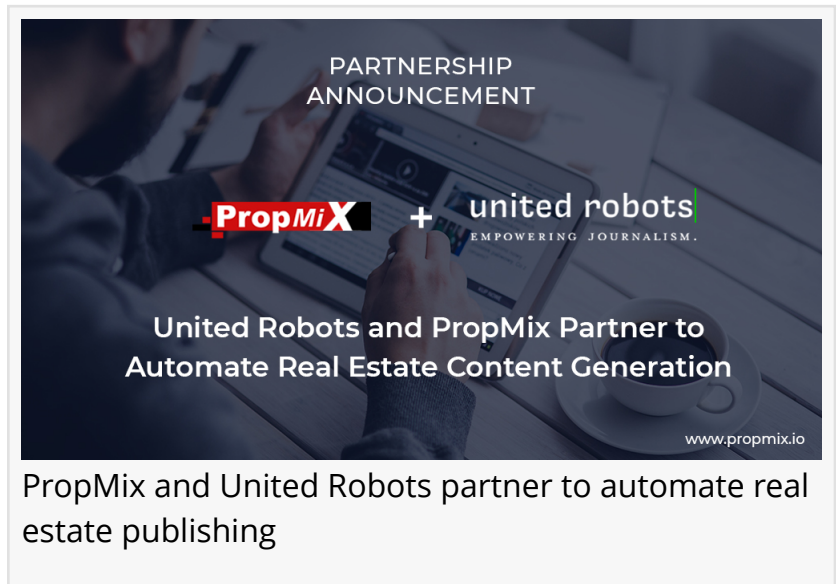 PARTNERSHIP
ANNOUNCEMENT
PropMiX + united robots
EMPOWERING JOURNALISM.
United Robots and PropMix Partner to
Automate Real Estate Content Generation
www.propmix.io
PropMix and United Robots partner to automate real
estate publishing